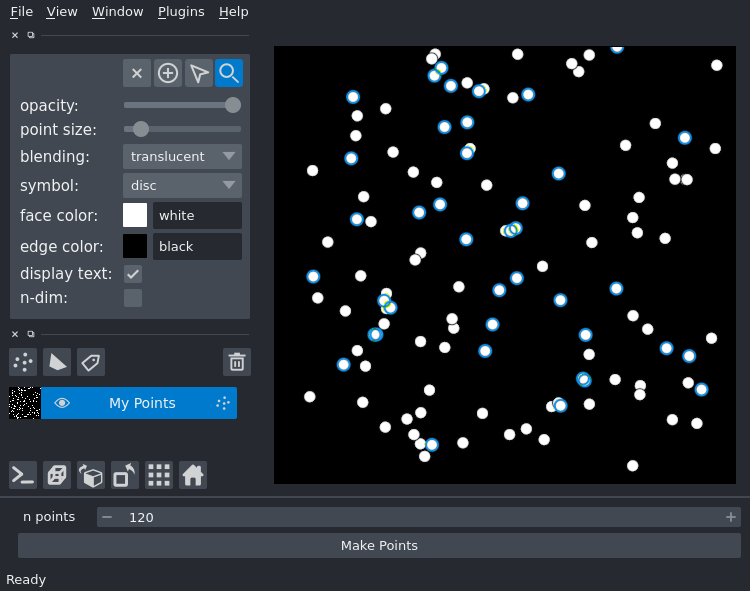 File View Window Plugins Help
opacity:
point size:
blending: translucent
symbol: disc
face color: white
edge color: black
display text:
n-dim:
My Points
n points 120
Make Points
Ready